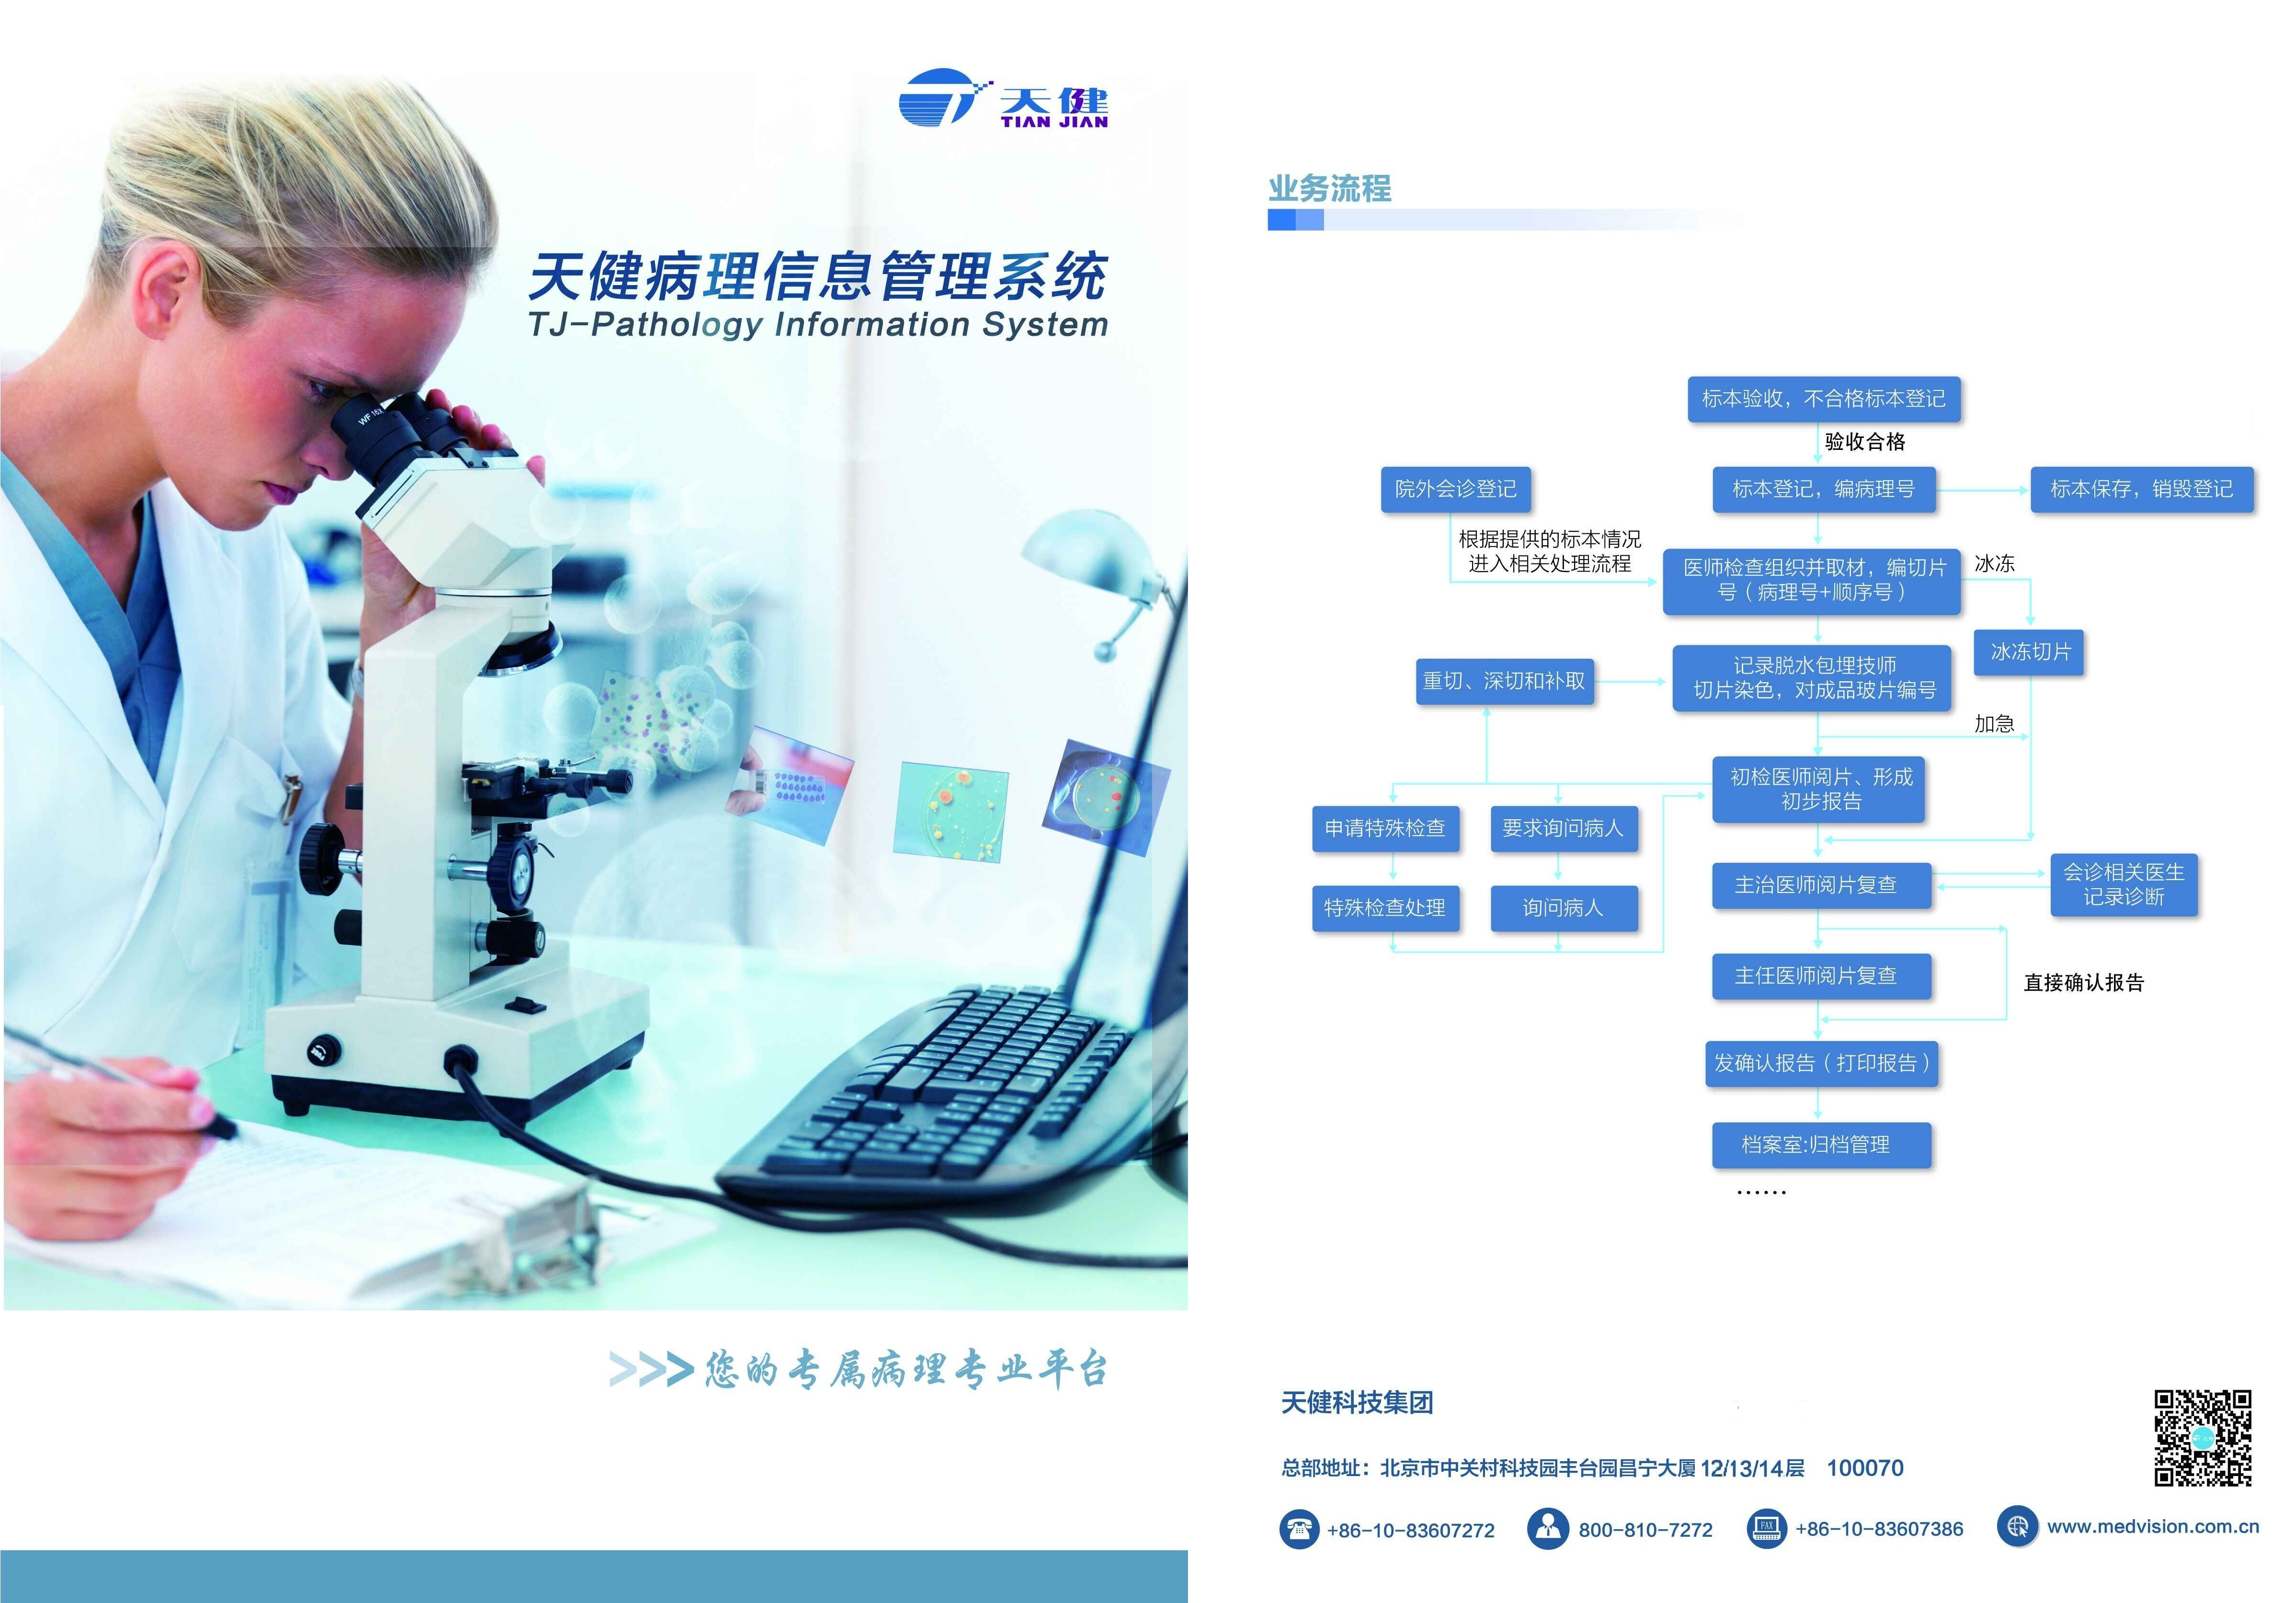 天健
TIAN JIAN
天健病理信息管理系统
TJ-Pathology Information System
WF 16X
>>>您的专属病理专业平台
业务流程
标本验收，不合格标本登记
验收合格
院外会诊登记
标本登记，编病理号
标本保存，销毁登记
根据提供的标本情况
进入相关处理流程
医师检查组织并取材，编切片
号（病理号+顺序号）
冰冻
冰冻切片
重切、深切和补取
记录脱水包埋技师
切片染色，对成品玻片编号
加急
初检医师阅片、形成
初步报告
申请特殊检查
要求询问病人
主治医师阅片复查
会诊相关医生
记录诊断
特殊检查处理
询问病人
主任医师阅片复查
直接确认报告
发确认报告（打印报告）
档案室:归档管理
······
天健科技集团
总部地址：北京市中关村科技园丰台园昌宁大厦12/13/14层 100070
+86-10-83607272
800-810-7272
FAX
+86-10-83607386
www.medvision.com.cn